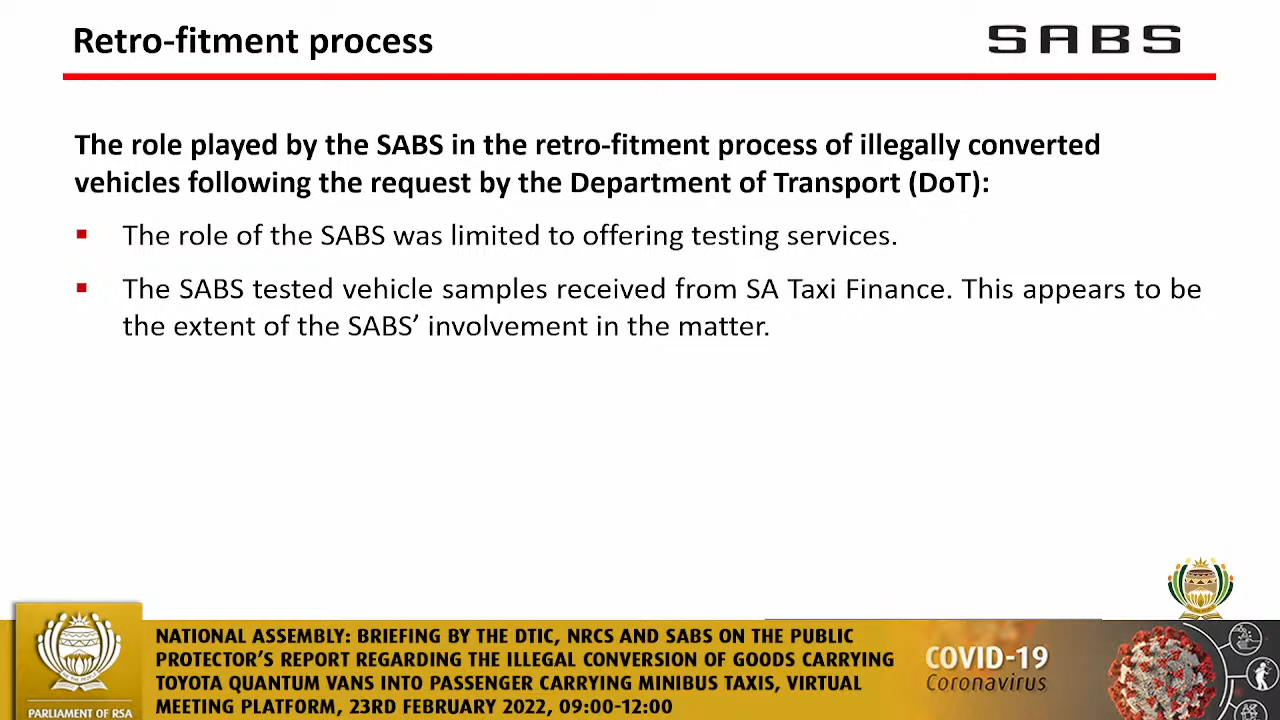 Retro-fitment process
SABS
The role played by the SABS in the retro-fitment process of illegally converted
vehicles following the request by the Department of Transport (DoT):
The role of the SABS was limited to offering testing services.
The SABS tested vehicle samples received from SA Taxi Finance. This appears to be
the extent of the SABS’ involvement in the matter.
NATIONAL ASSEMBLY: BRIEFING BY THE DTIC, NRCS AND SABS ON THE PUBLIC
PROTECTOR'S REPORT REGARDING THE ILLEGAL CONVERSION OF GOODS CARRYING
TOYOTA QUANTUM VANS INTO PASSENGER CARRYING MINIBUS TAXIS, VIRTUAL
MEETING PLATFORM, 23RD FEBRUARY 2022, 09:00-12:00
PARLIAMENT OF RSA
COVID-19
Coronavirus